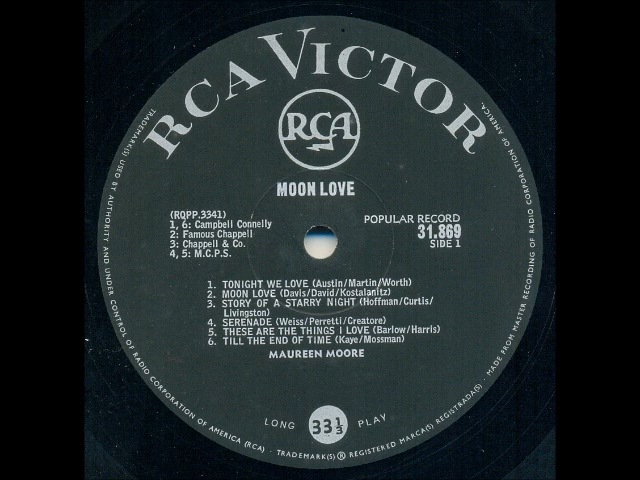 RCA VICTOR
RCA
MOON LOVE
(RQPP.3341)
1, 6: Campbell Connelly
2: Famous Chappell
3: Chappell & Co.
4, 5: M.C.P.S.
POPULAR RECORD
31.869
SIDE 1
1. TONIGHT WE LOVE (Austin/Martin/Worth)
2. MOON LOVE (Davis/David/Kostalanitz)
3. STORY OF A STARRY NIGHT (Hoffman/Curtis/
Livingston)
4. SERENADE (Weiss/Perretti/Creatore)
5. THESE ARE THE THINGS I LOVE (Barlow/Harris)
6. TILL THE END OF TIME (Kaye/Mossman)
MAUREEN MOORE
LONG 33⅓ PLAY
TRADEMARK(S) USED BY AUTHORITY AND UNDER CONTROL OF RADIO CORPORATION OF AMERICA (RCA) · TRADEMARK(S) ® REGISTERED MARCA(S) REGISTRADA(S) · MADE FROM MASTER RECORDING OF RADIO CORPORATION OF AMERICA.